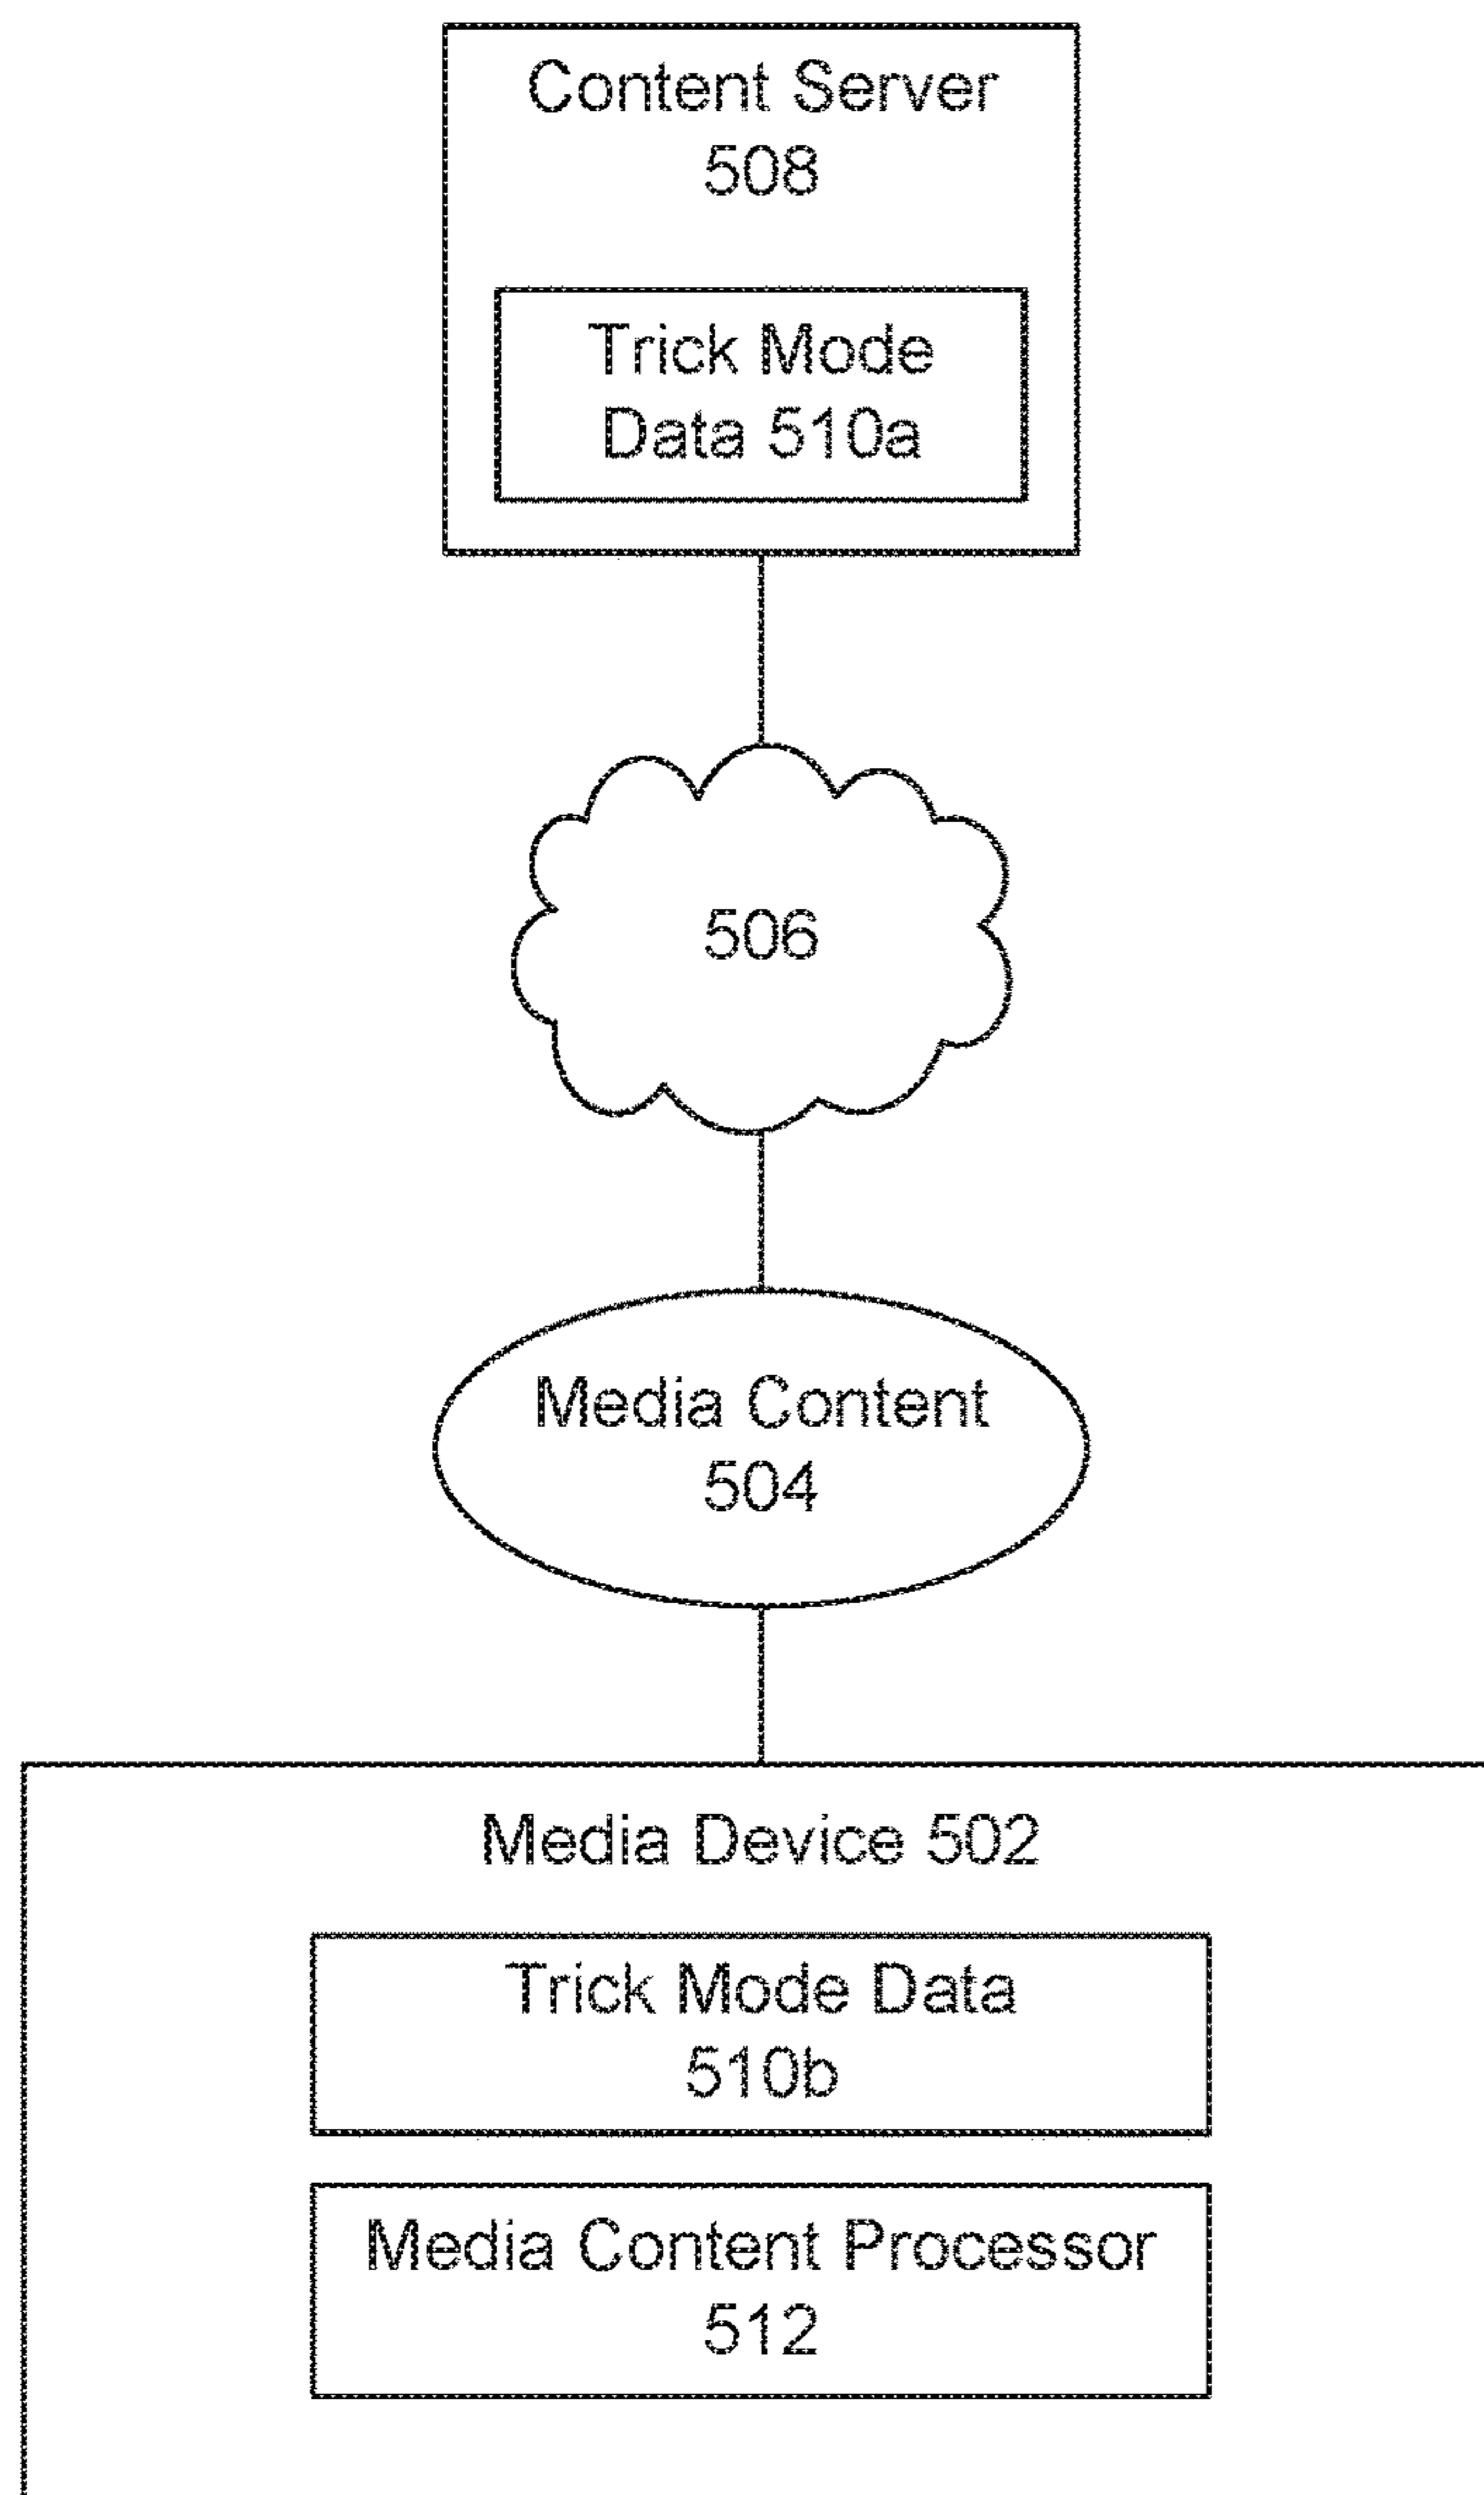 Content Server
508
Trick Mode
Data 510a
506
Media Content
504
Media Device 502
Trick Mode Data
510b
Media Content Processor
512